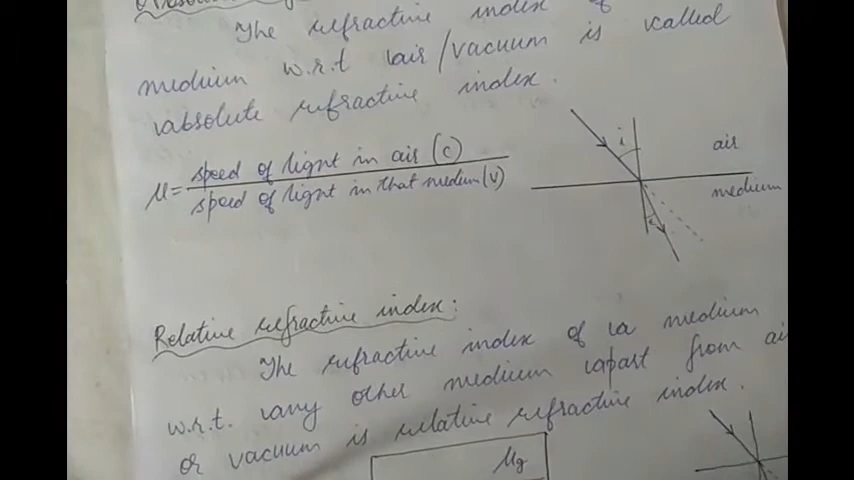 The refractive index of
medium w.r.t air/vacuum is called
absolute refractive index.
μ = speed of light in air (c)
speed of light in that medium (v)
i
air
medium
r
Relative refractive index:
The refractive index of a medium
w.r.t. any other medium apart from air
or vacuum is relative refractive index.
μg